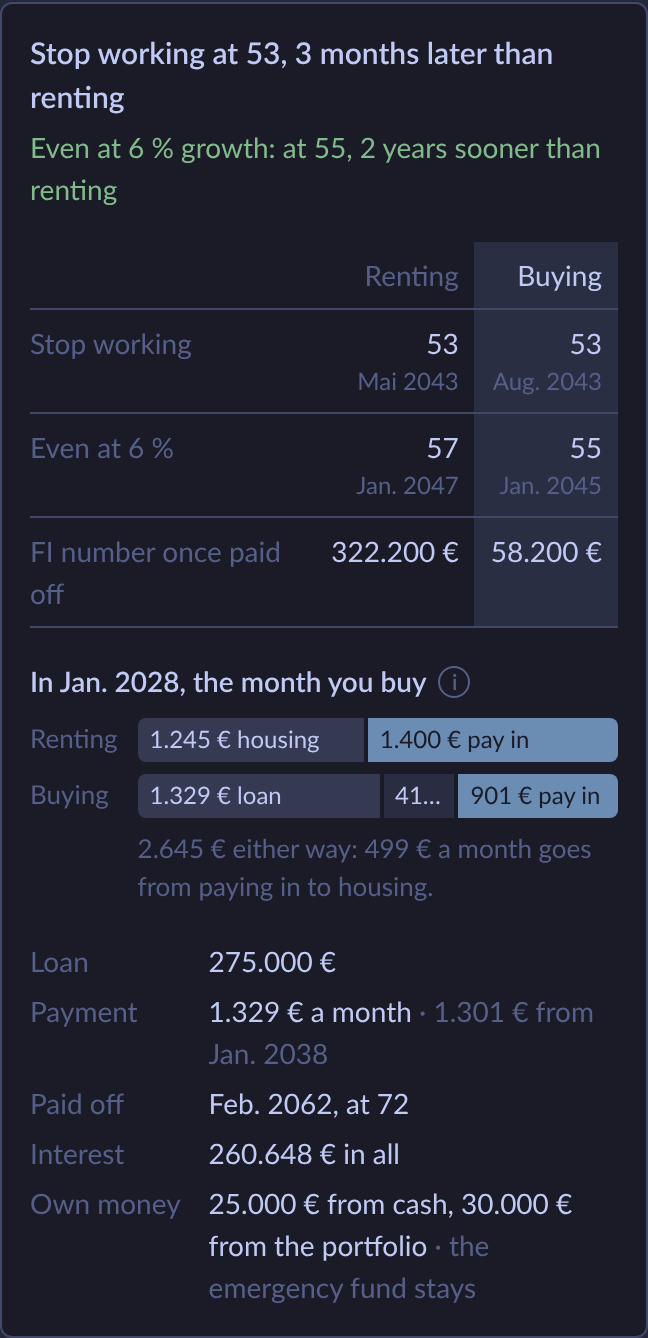 Stop working at 53, 3 months later than
renting
Even at 6 % growth: at 55, 2 years sooner than
renting
Renting Buying
Stop working 53 53
Mai 2043 Aug. 2043
Even at 6 % 57 55
Jan. 2047 Jan. 2045
FI number once paid 322.200 € 58.200 €
off
In Jan. 2028, the month you buy
Renting 1.245 € housing 1.400 € pay in
Buying 1.329 € loan 41... 901 € pay in
2.645 € either way: 499 € a month goes
from paying in to housing.
Loan 275.000 €
Payment 1.329 € a month · 1.301 € from
Jan. 2038
Paid off Feb. 2062, at 72
Interest 260.648 € in all
Own money 25.000 € from cash, 30.000 €
from the portfolio · the
emergency fund stays